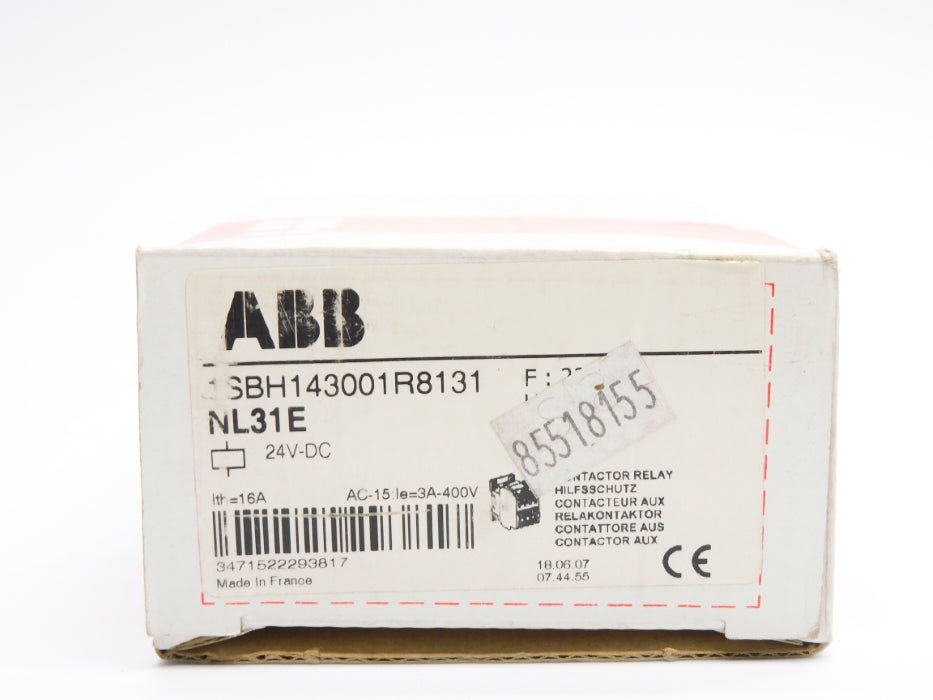 ABB
1SBH143001R8131
F : 22
NL31E
85518155
24V-DC
Ith=16A
AC-15:Ie=3A-400V
CONTACTOR RELAY
HILFSSCHUTZ
CONTACTEUR AUX
RELAKONTAKTOR
CONTATTORE AUS
CONTACTOR AUX
3471522293817
Made In France
18.06.07
07.44.55
CE